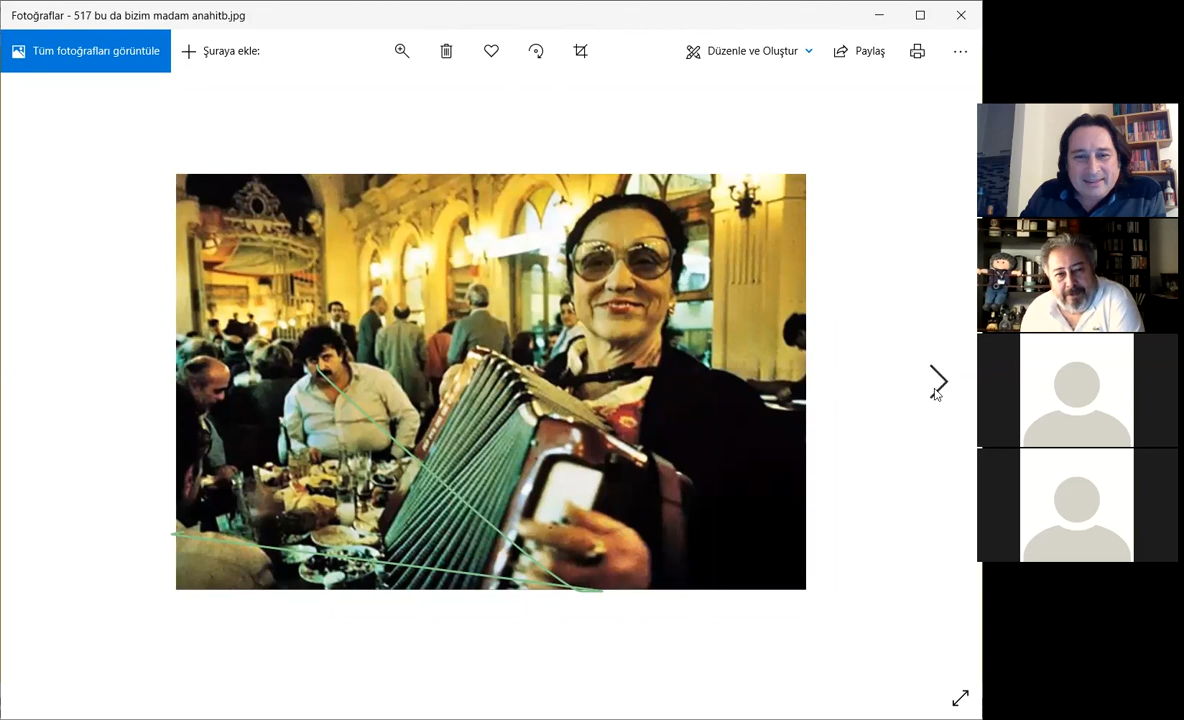 Fotoğraflar - 517 bu da bizim madam anahitb.jpg
Tüm fotoğrafları görüntüle
Şuraya ekle:
Düzenle ve Oluştur
Paylaş